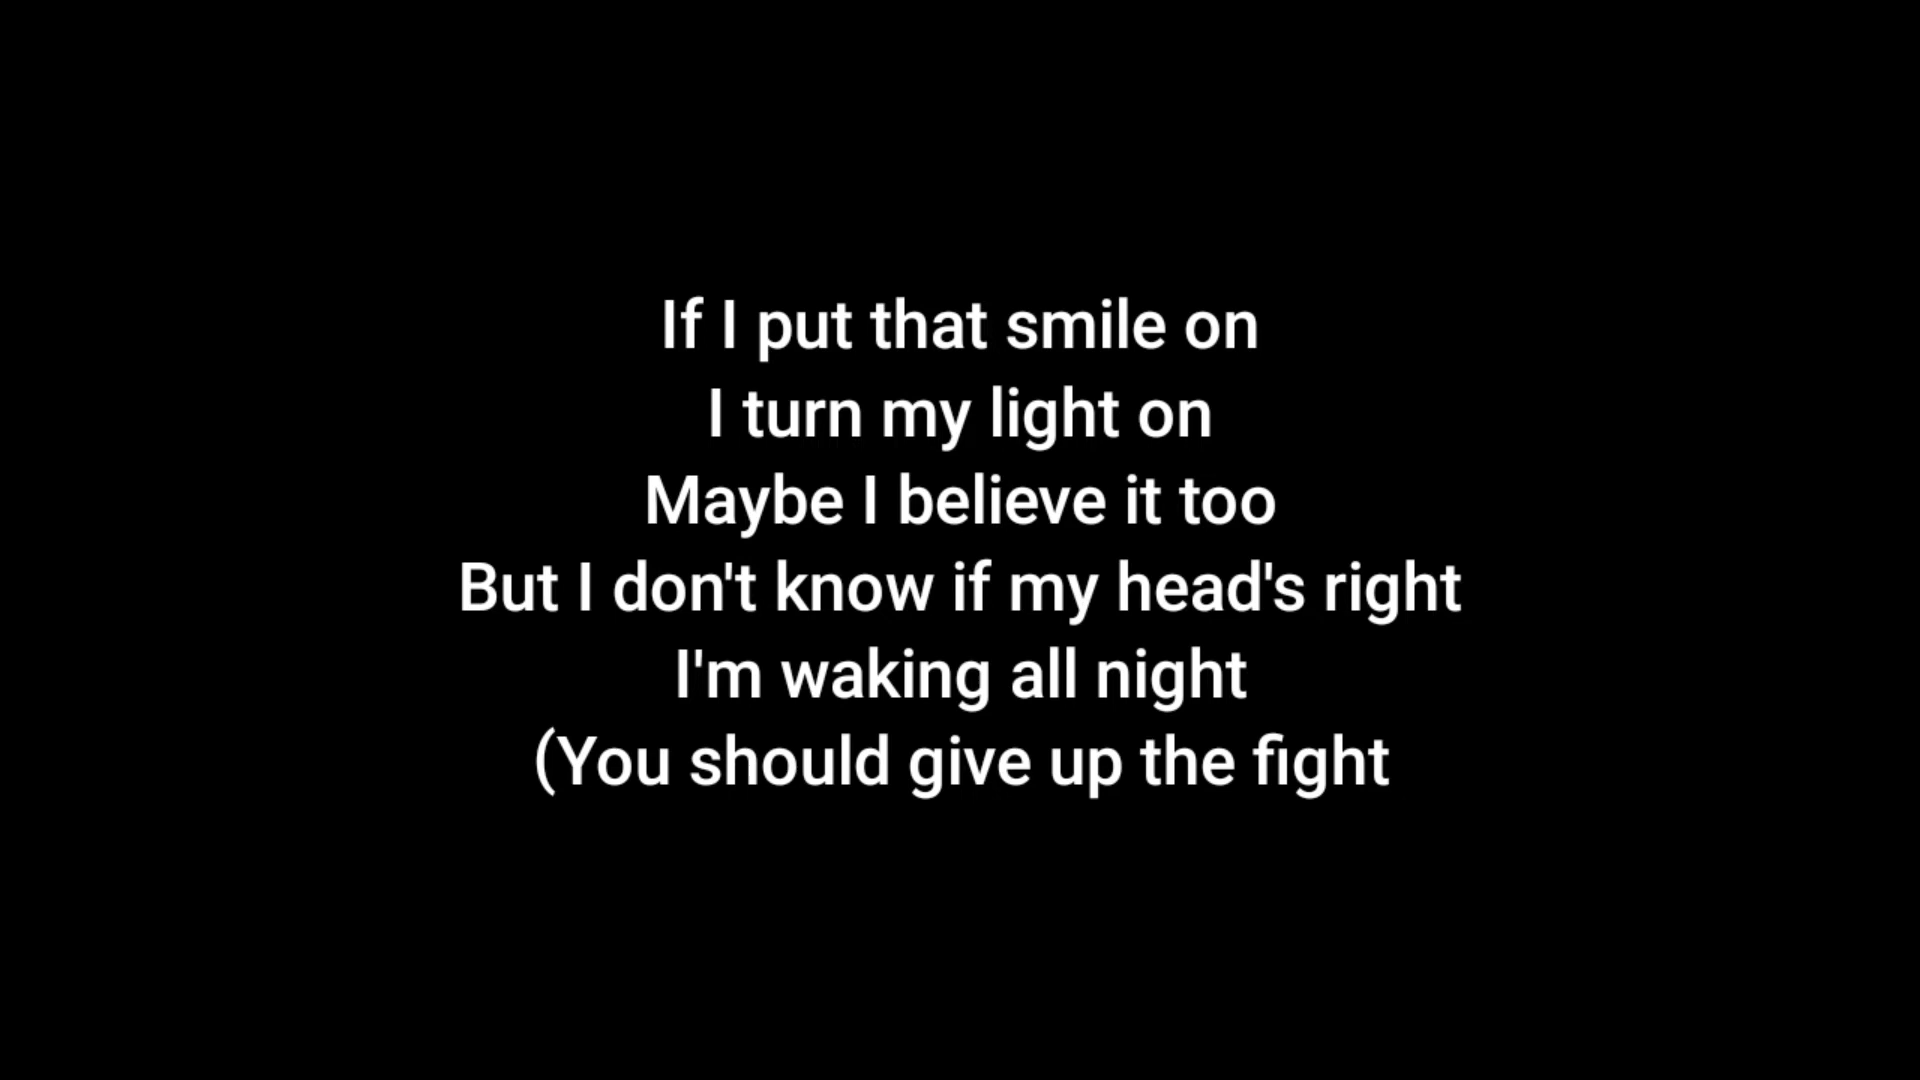 If I put that smile on
I turn my light on
Maybe I believe it too
But I don't know if my head's right
I'm waking all night
(You should give up the fight